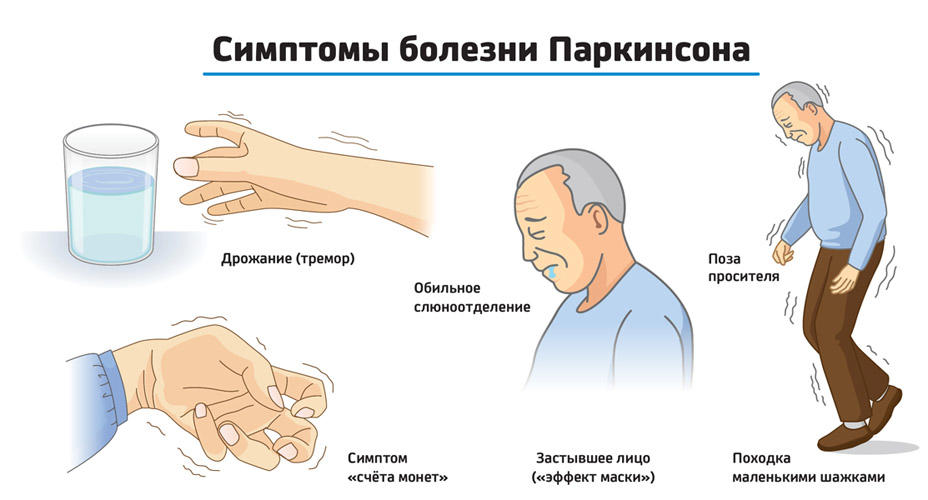 Симптомы болезни Паркинсона
Дрожание (тремор)
Обильное
слюноотделение
Поза
просителя
Симптом
«счёта монет»
Застывшее лицо
(«эффект маски»)
Походка
маленькими шажками